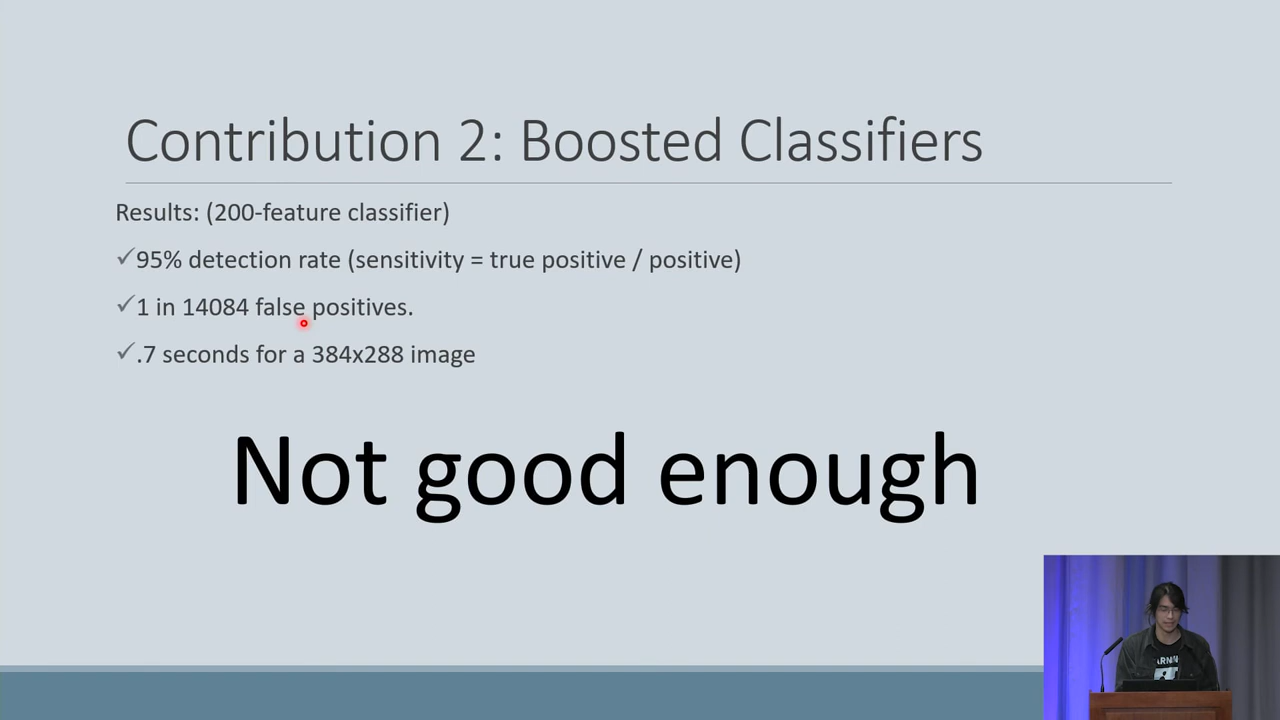 Contribution 2: Boosted Classifiers
Results: (200-feature classifier)
✓95% detection rate (sensitivity = true positive / positive)
✓1 in 14084 false positives.
✓.7 seconds for a 384x288 image
Not good enough